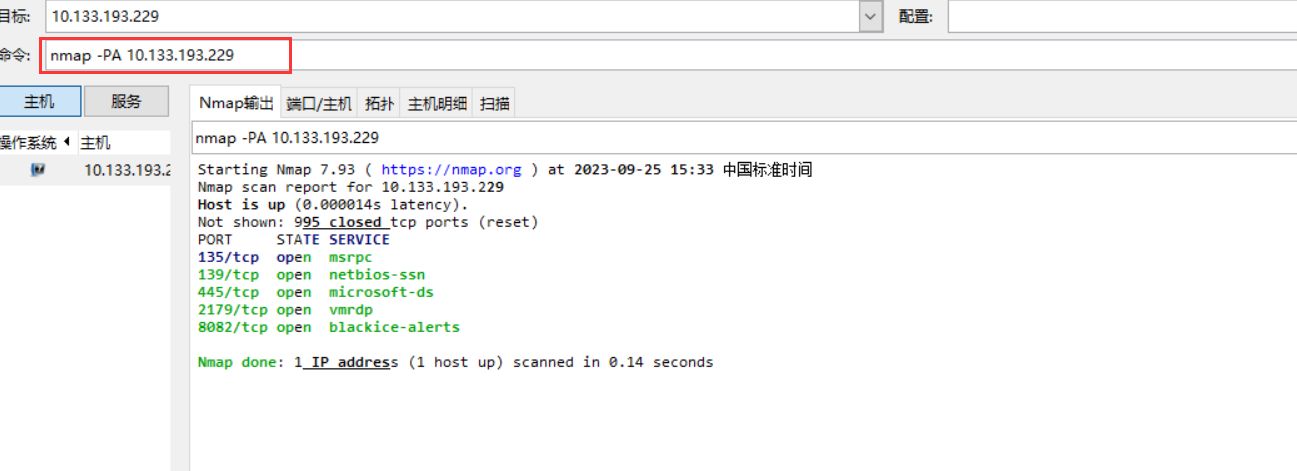 目标: 10.133.193.229 配置:
命令: nmap -PA 10.133.193.229
主机 服务 Nmap输出 端口/主机 拓扑 主机明细 扫描
操作系统 主机 nmap -PA 10.133.193.229
10.133.193.2
Starting Nmap 7.93 ( https://nmap.org ) at 2023-09-25 15:33 中国标准时间
Nmap scan report for 10.133.193.229
Host is up (0.000014s latency).
Not shown: 995 closed tcp ports (reset)
PORT STATE SERVICE
135/tcp open msrpc
139/tcp open netbios-ssn
445/tcp open microsoft-ds
2179/tcp open vmrdp
8082/tcp open blackice-alerts
Nmap done: 1 IP address (1 host up) scanned in 0.14 seconds